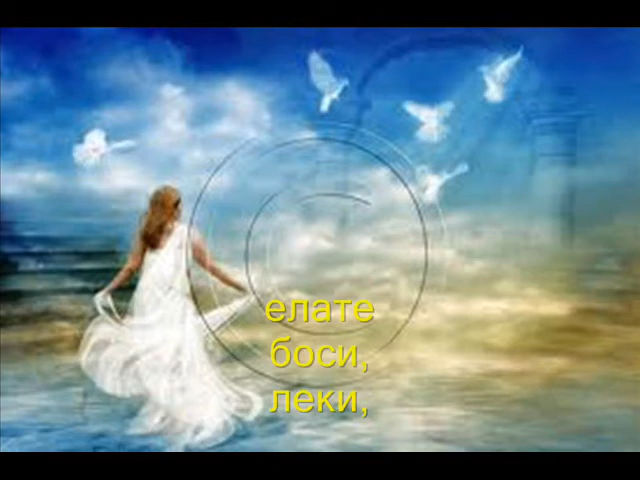 елате
боси,
леки,